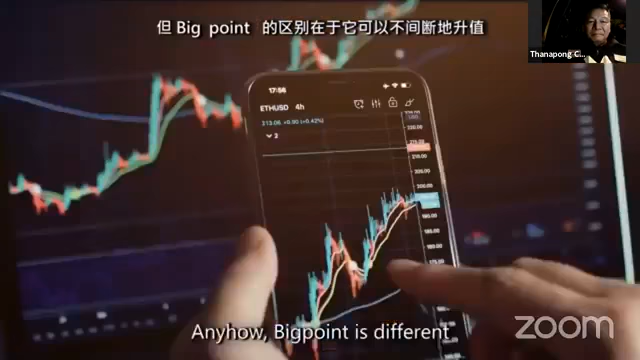 但 Big point 的区别在于它可以不间断地升值
Thanapong C...
17:56
ETHUSD 4h
2
Anyhow, Bigpoint is different
zoom